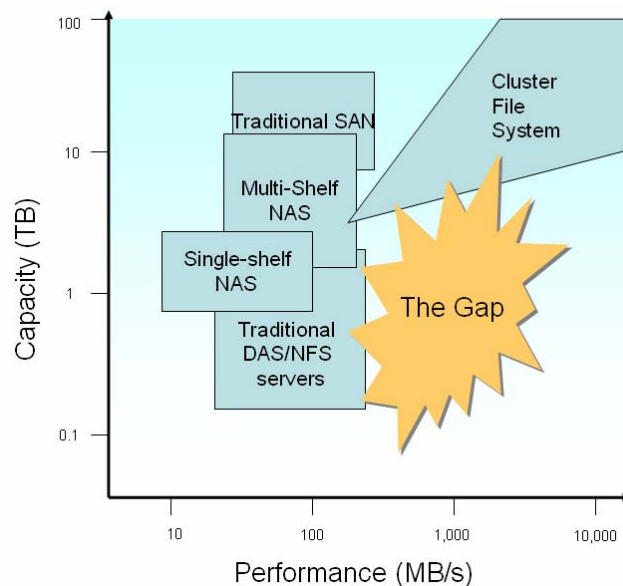 100
10
1
0.1
Capacity (TB)
Traditional SAN
Multi-Shelf
NAS
Single-shelf
NAS
Traditional
DAS/NFS
servers
Cluster
File
System
The Gap
10
100
1,000
10,000
Performance (MB/s)